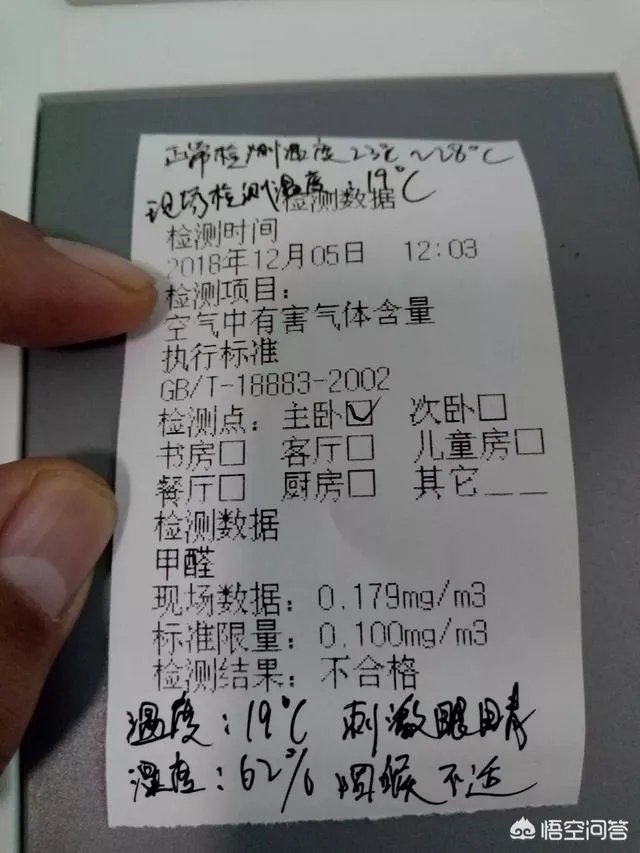 正常检测温度23℃~28℃
现场检测温度:19℃
检测数据
检测时间
2018年12月05日 12:03
检测项目:
空气中有害气体含量
执行标准
GB/T-18883-2002
检测点: 主卧☑ 次卧□
书房□ 客厅□ 儿童房□
餐厅□ 厨房□ 其它__
检测数据
甲醛
现场数据: 0.179mg/m3
标准限量: 0.100mg/m3
检测结果: 不合格
温度:19℃ 刺激眼睛
湿度:62% 咽喉不适
悟空问答